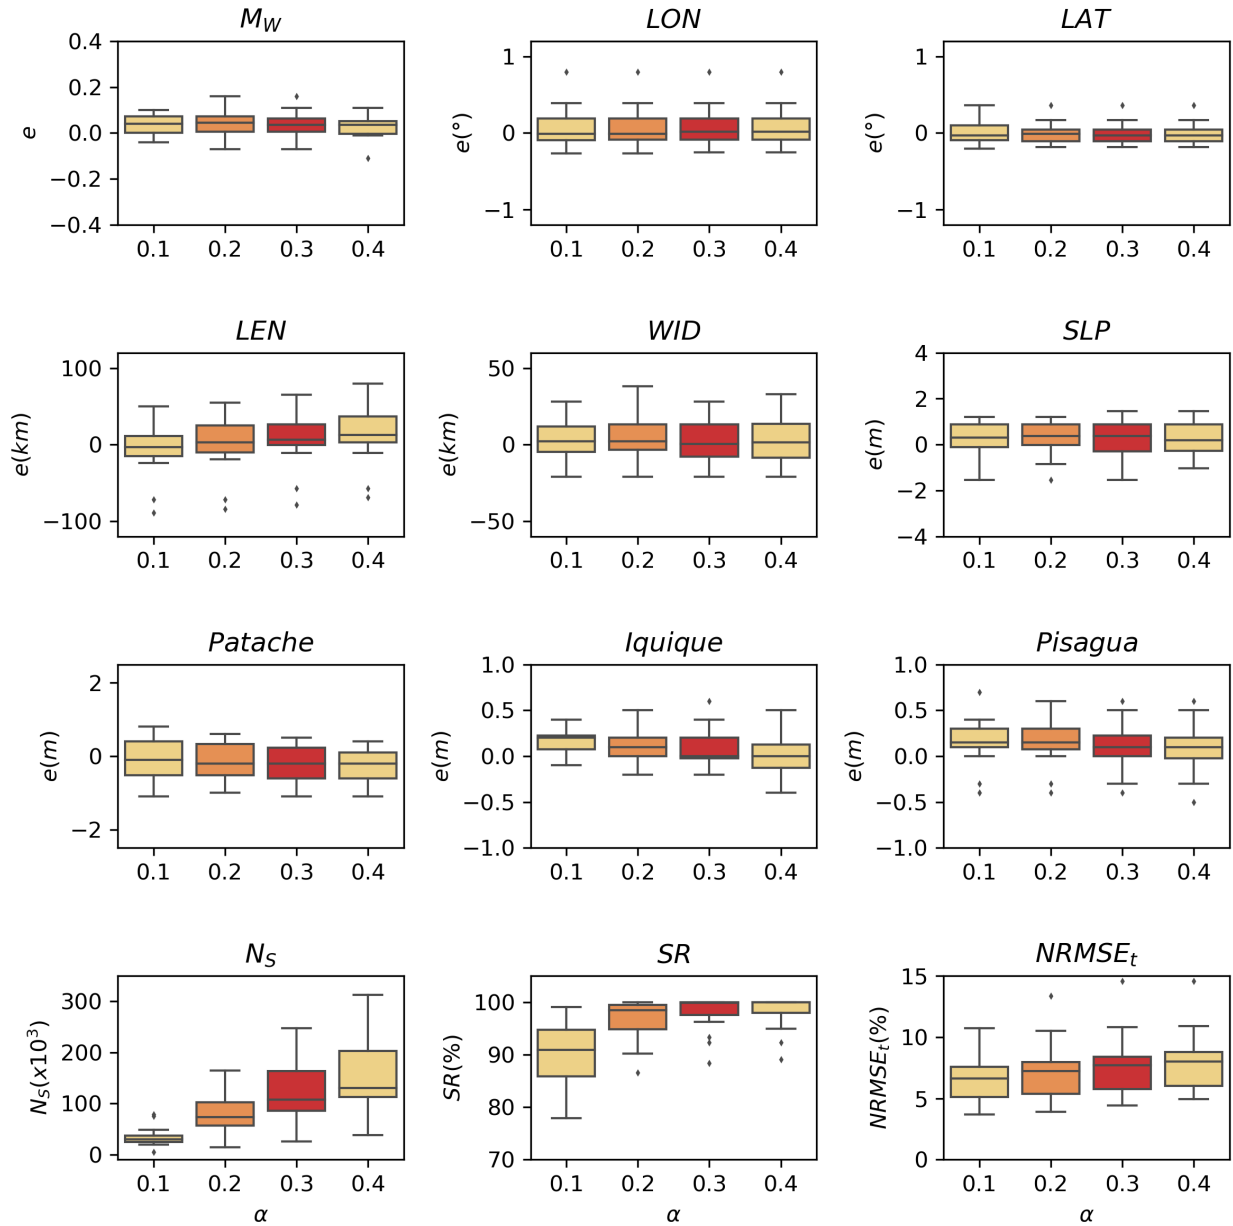 M_W LON LAT
0.4 1 1
0.2
e 0.0 e(°) 0 e(°) 0
−0.2
−0.4 −1 −1
0.1 0.2 0.3 0.4 0.1 0.2 0.3 0.4 0.1 0.2 0.3 0.4
LEN WID SLP
100 50 4
2
e(km) 0 e(km) 0 e(m) 0
−2
−100 −50 −4
0.1 0.2 0.3 0.4 0.1 0.2 0.3 0.4 0.1 0.2 0.3 0.4
Patache Iquique Pisagua
2 1.0 1.0
0.5 0.5
e(m) 0 e(m) 0.0 e(m) 0.0
−0.5 −0.5
−2 −1.0 −1.0
0.1 0.2 0.3 0.4 0.1 0.2 0.3 0.4 0.1 0.2 0.3 0.4
N_S SR NRMSE_t
300 100 15
200 90 10
N_S(x10^3) SR(%) NRMSE_t(%)
100 80 5
0 70 0
0.1 0.2 0.3 0.4 0.1 0.2 0.3 0.4 0.1 0.2 0.3 0.4
α α α